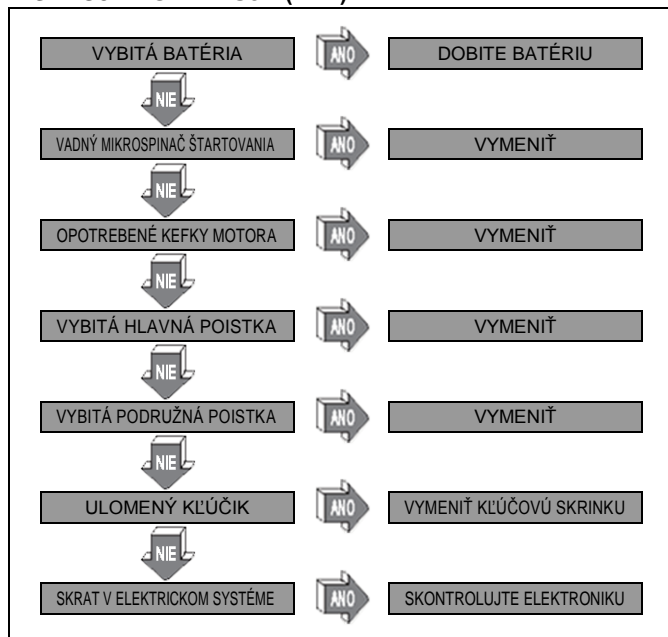 VYBITÁ BATÉRIA ANO DOBITE BATÉRIU
NIE
VADNÝ MIKROSPINAČ ŠTARTOVANIA ANO VYMENIŤ
NIE
OPOTREBENÉ KEFKY MOTORA ANO VYMENIŤ
NIE
VYBITÁ HLAVNÁ POISTKA ANO VYMENIŤ
NIE
VYBITÁ PODRUŽNÁ POISTKA ANO VYMENIŤ
NIE
ULOMENÝ KĽÚČIK ANO VYMENIŤ KĽÚČOVÚ SKRINKU
NIE
SKRAT V ELEKTRICKOM SYSTÉME ANO SKONTROLUJTE ELEKTRONIKU